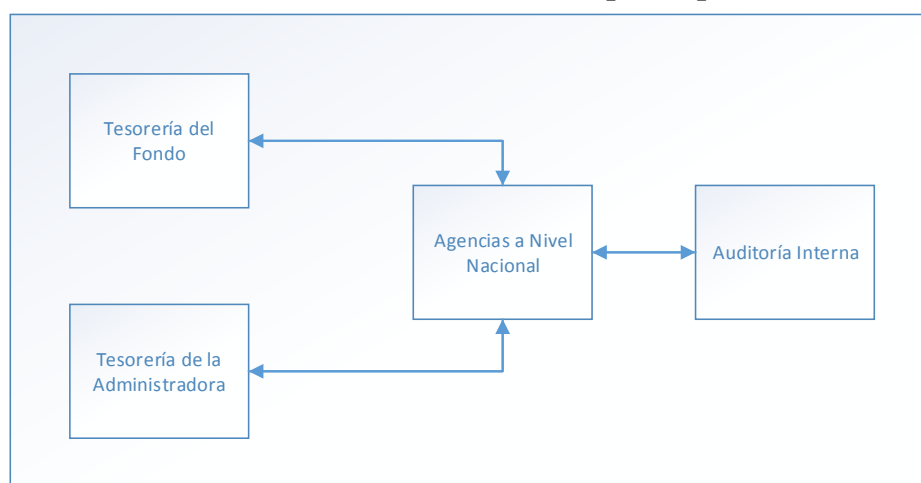 Tesorería del
Fondo
Agencias a Nivel
Nacional
Auditoría Interna
Tesorería de la
Administradora